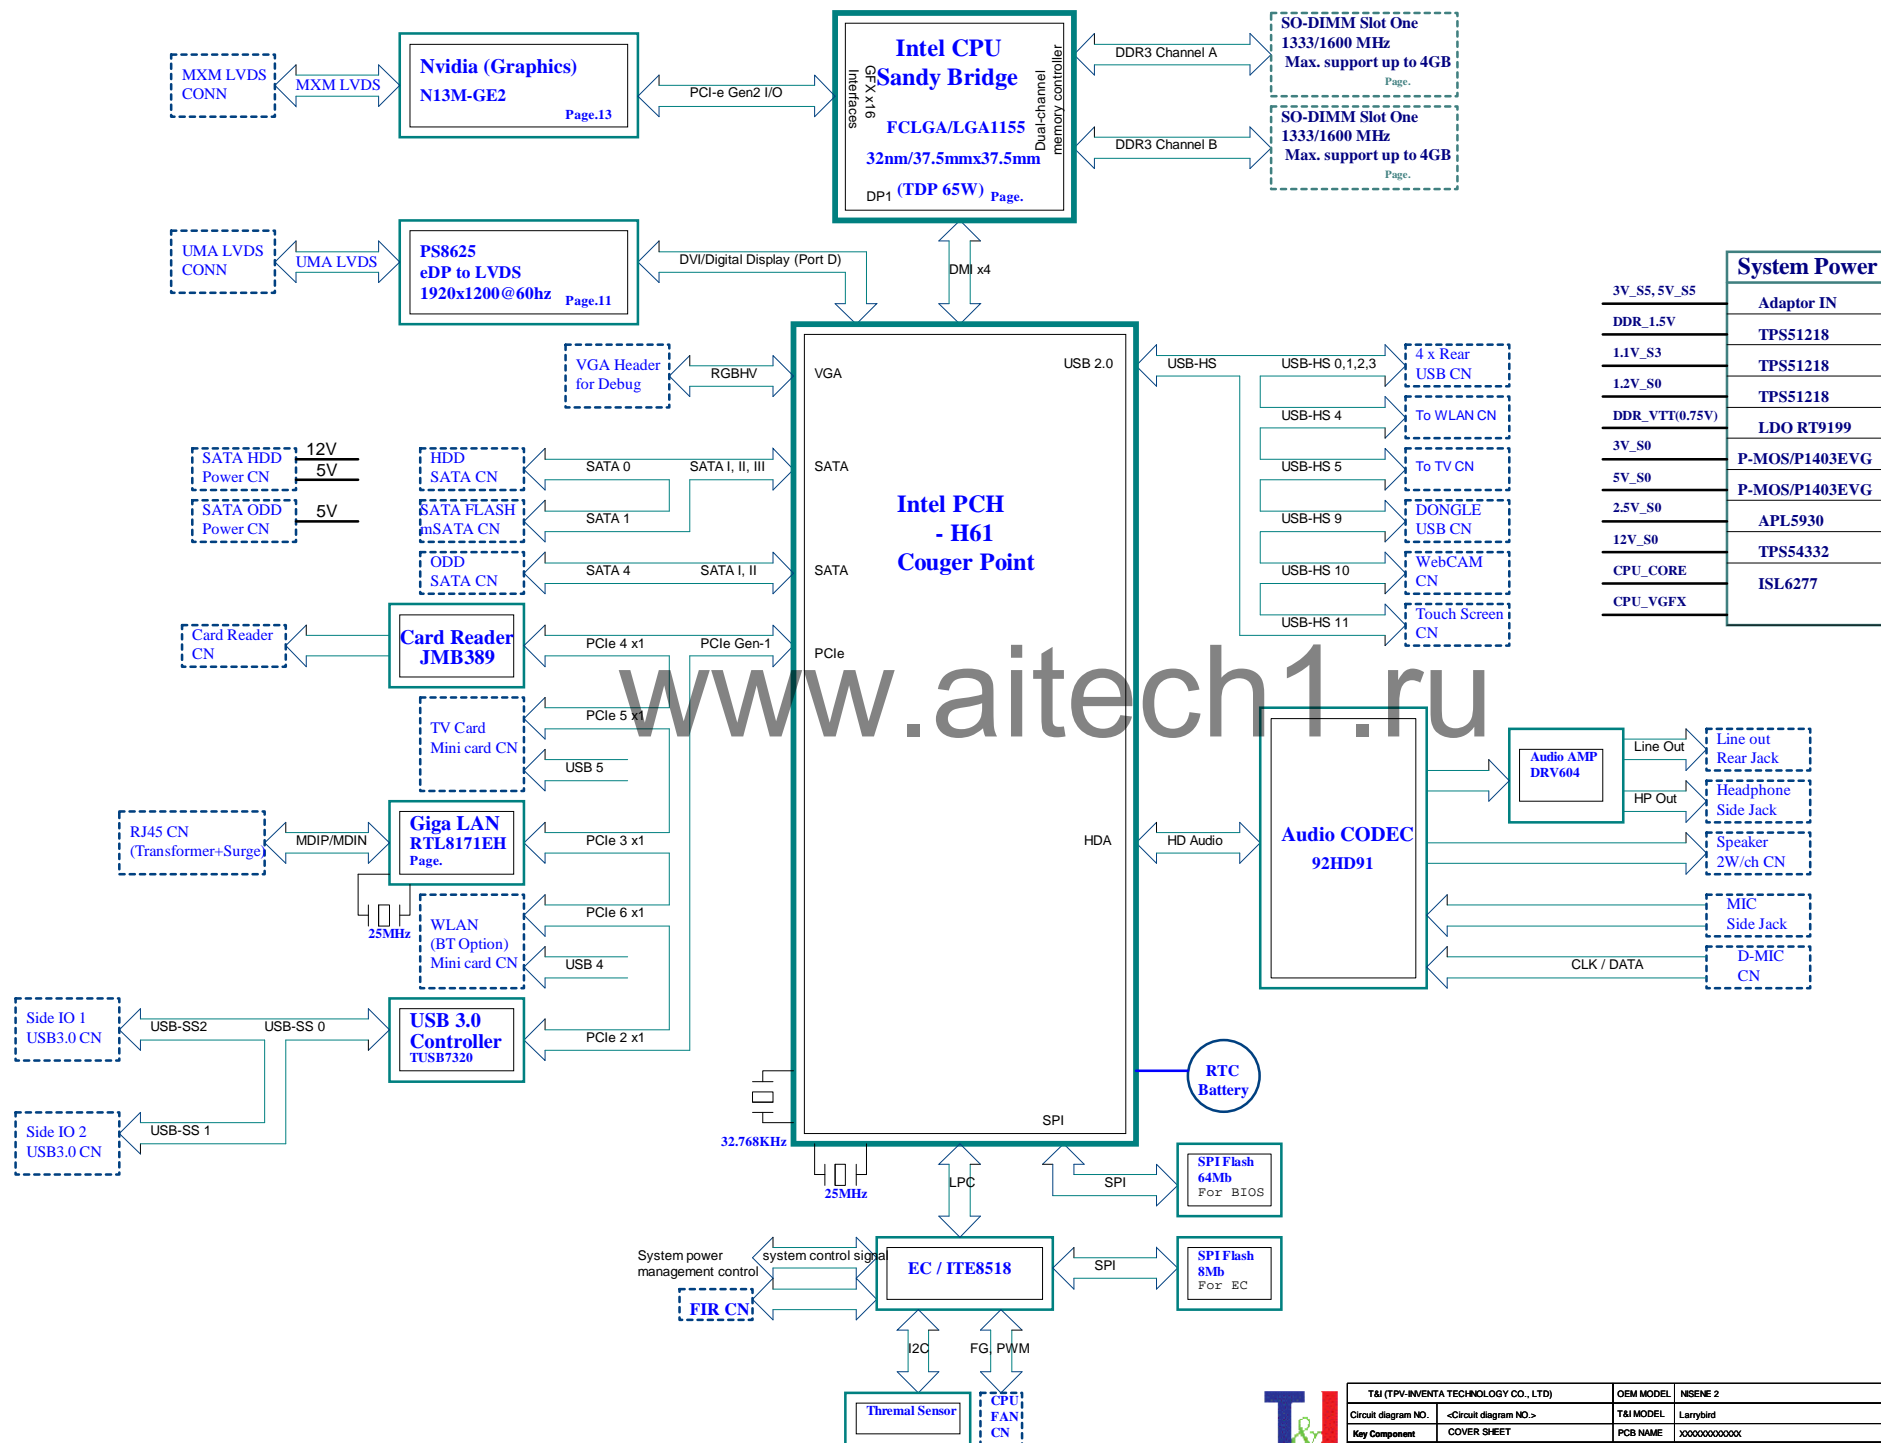 MXM LVDS
CONN
MXM LVDS
Nvidia (Graphics)
N13M-GE2
Page.13
PCI-e Gen2 I/O
Intel CPU
Sandy Bridge
GFX x16
Interfaces
FCLGA/LGA1155
32nm/37.5mmx37.5mm
(TDP 65W)
Page.
DP1
Dual-channel
memory controller
DDR3 Channel A
SO-DIMM Slot One
1333/1600 MHz
Max. support up to 4GB
Page.
DDR3 Channel B
SO-DIMM Slot One
1333/1600 MHz
Max. support up to 4GB
Page.
UMA LVDS
CONN
UMA LVDS
PS8625
eDP to LVDS
1920x1200@60hz
Page.11
DVI/Digital Display (Port D)
DMI x4
System Power
3V_S5, 5V_S5
Adaptor IN
DDR_1.5V
TPS51218
1.1V_S3
TPS51218
1.2V_S0
TPS51218
DDR_VTT(0.75V)
LDO RT9199
3V_S0
P-MOS/P1403EVG
5V_S0
P-MOS/P1403EVG
2.5V_S0
APL5930
12V_S0
TPS54332
CPU_CORE
ISL6277
CPU_VGFX
VGA Header
for Debug
RGBHV
VGA
USB 2.0
USB-HS
USB-HS 0,1,2,3
4 x Rear
USB CN
USB-HS 4
To WLAN CN
USB-HS 5
To TV CN
USB-HS 9
DONGLE
USB CN
USB-HS 10
WebCAM
CN
USB-HS 11
Touch Screen
CN
SATA HDD
Power CN
12V
5V
SATA ODD
Power CN
5V
HDD
SATA CN
SATA 0
SATA I, II, III
SATA
SATA FLASH
mSATA CN
SATA 1
ODD
SATA CN
SATA 4
SATA I, II
SATA
Intel PCH
- H61
Couger Point
Card Reader
CN
Card Reader
JMB389
PCIe 4 x1
PCIe Gen-1
PCIe
www.aitech1.ru
TV Card
Mini card CN
PCIe 5 x1
USB 5
RJ45 CN
(Transformer+Surge)
MDIP/MDIN
Giga LAN
RTL8171EH
Page.
PCIe 3 x1
25MHz
WLAN
(BT Option)
Mini card CN
PCIe 6 x1
USB 4
Side IO 1
USB3.0 CN
USB-SS2
USB-SS 0
USB 3.0
Controller
TUSB7320
PCIe 2 x1
Side IO 2
USB3.0 CN
USB-SS 1
HDA
HD Audio
Audio CODEC
92HD91
Audio AMP
DRV604
Line Out
Line out
Rear Jack
HP Out
Headphone
Side Jack
Speaker
2W/ch CN
MIC
Side Jack
CLK / DATA
D-MIC
CN
RTC
Battery
32.768KHz
25MHz
SPI
LPC
SPI
SPI Flash
64Mb
For BIOS
System power
management control
system control signal
EC / ITE8518
SPI
SPI Flash
8Mb
For EC
FIR CN
I2C
FG, PWM
Thremal Sensor
CPU
FAN
CN
T&I
T&I (TPV-INVENTA TECHNOLOGY CO., LTD)
OEM MODEL
NISENE 2
Circuit diagram NO.
<Circuit diagram NO.>
T&I MODEL
Larrybird
Key Component
COVER SHEET
PCB NAME
XXXXXXXXXXXX